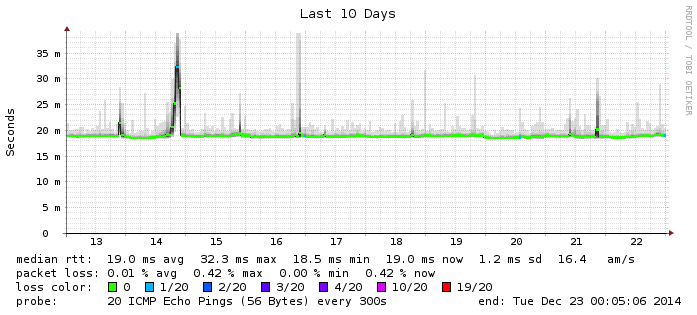 Last 10 Days
RRDTOOL / TOBI OETIKER
Seconds
35 m
30 m
25 m
20 m
15 m
10 m
5 m
0
13 14 15 16 17 18 19 20 21 22
median rtt: 19.0 ms avg 32.3 ms max 18.5 ms min 19.0 ms now 1.2 ms sd 16.4 am/s
packet loss: 0.01 % avg 0.42 % max 0.00 % min 0.42 % now
loss color: 0 1/20 2/20 3/20 4/20 10/20 19/20
probe: 20 ICMP Echo Pings (56 Bytes) every 300s end: Tue Dec 23 00:05:06 2014